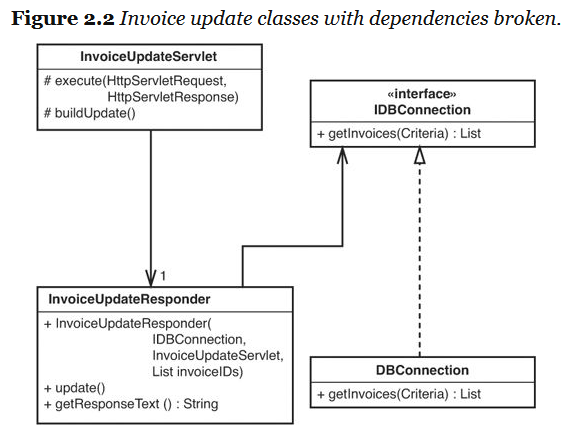 Figure 2.2 Invoice update classes with dependencies broken.
InvoiceUpdateServlet
# execute(HttpServletRequest,
HttpServletResponse)
# buildUpdate()
«interface»
IDBConnection
+ getInvoices(Criteria) : List
1
InvoiceUpdateResponder
+ InvoiceUpdateResponder(
IDBConnection,
InvoiceUpdateServlet,
List invoiceIDs)
+ update()
+ getResponseText () : String
DBConnection
+ getInvoices(Criteria) : List